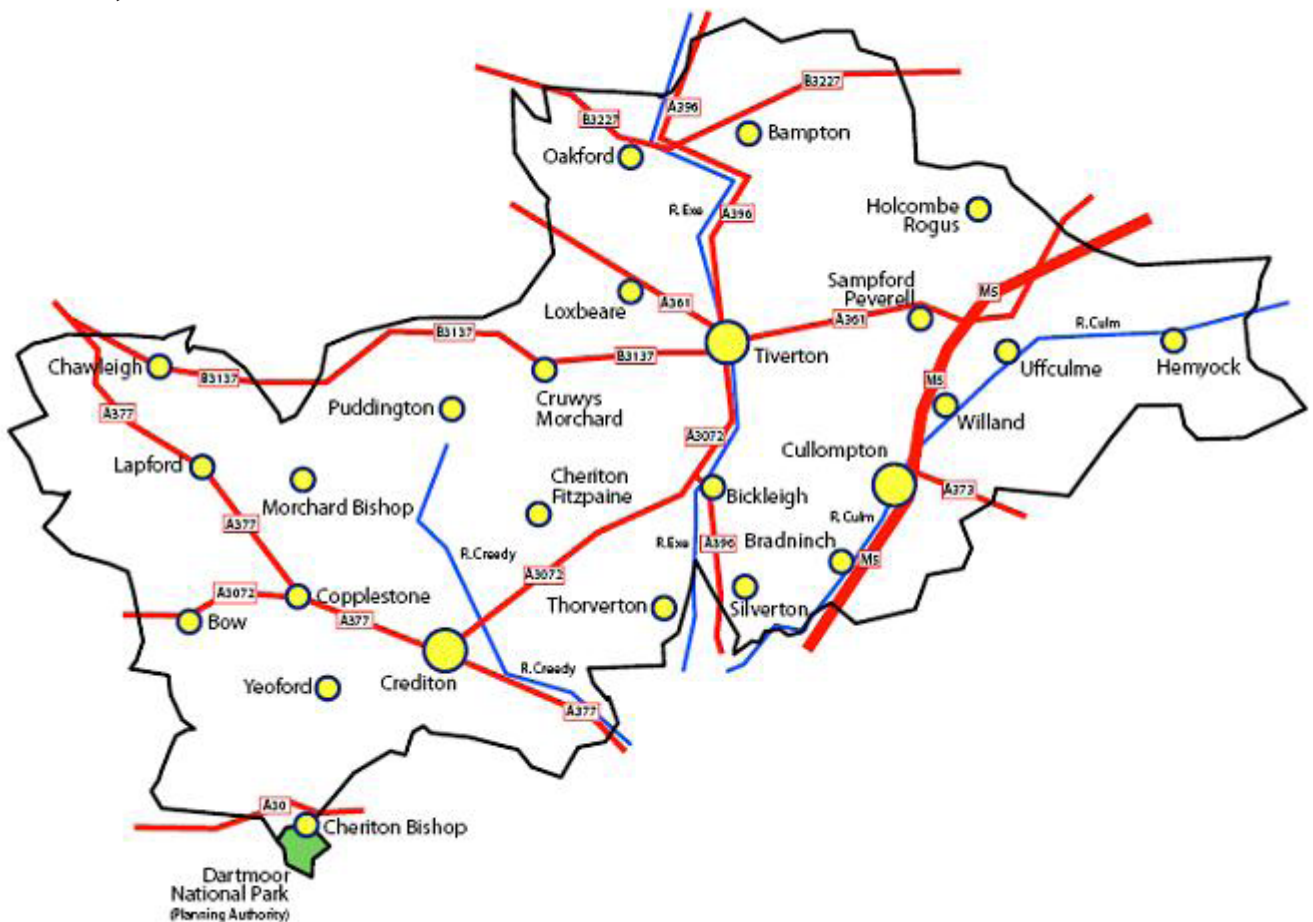 B3227
A396
B3227
Bampton
Oakford
R.Exe
A396
Holcombe
Rogus
Sampford
Peverell
M5
Loxbeare
A361
A361
R.Culm
B3137
B3137
Tiverton
Chawleigh
B3137
Uffculme
Hemyock
M5
Cruwys
Morchard
Puddington
A377
Willand
A3072
Cullompton
Lapford
Cheriton
Fitzpaine
Bickleigh
A373
Morchard Bishop
R.Culm
A377
R.Creedy
R.Exe
A396
Bradninch
M5
A3072
A3072
Copplestone
Thorverton
Silverton
Bow
A377
R.Creedy
Crediton
Yeoford
A377
A30
Cheriton Bishop
Dartmoor
National Park
(Planning Authority)